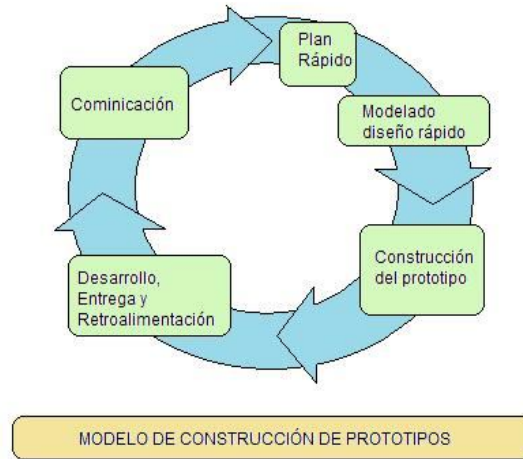 Plan
Rápido
Cominicación
Modelado
diseño rápido
Construcción
del prototipo
Desarrollo,
Entrega y
Retroalimentación
MODELO DE CONSTRUCCIÓN DE PROTOTIPOS